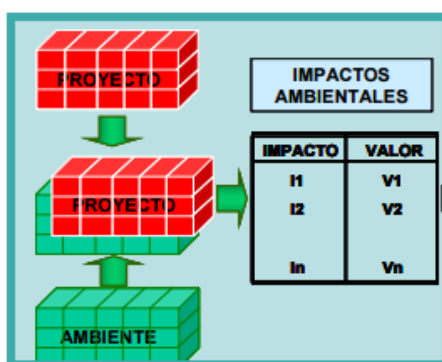 PROYECTO
IMPACTOS
AMBIENTALES
IMPACTO VALOR
I1 V1
PROYECTO
I2 V2
In Vn
AMBIENTE